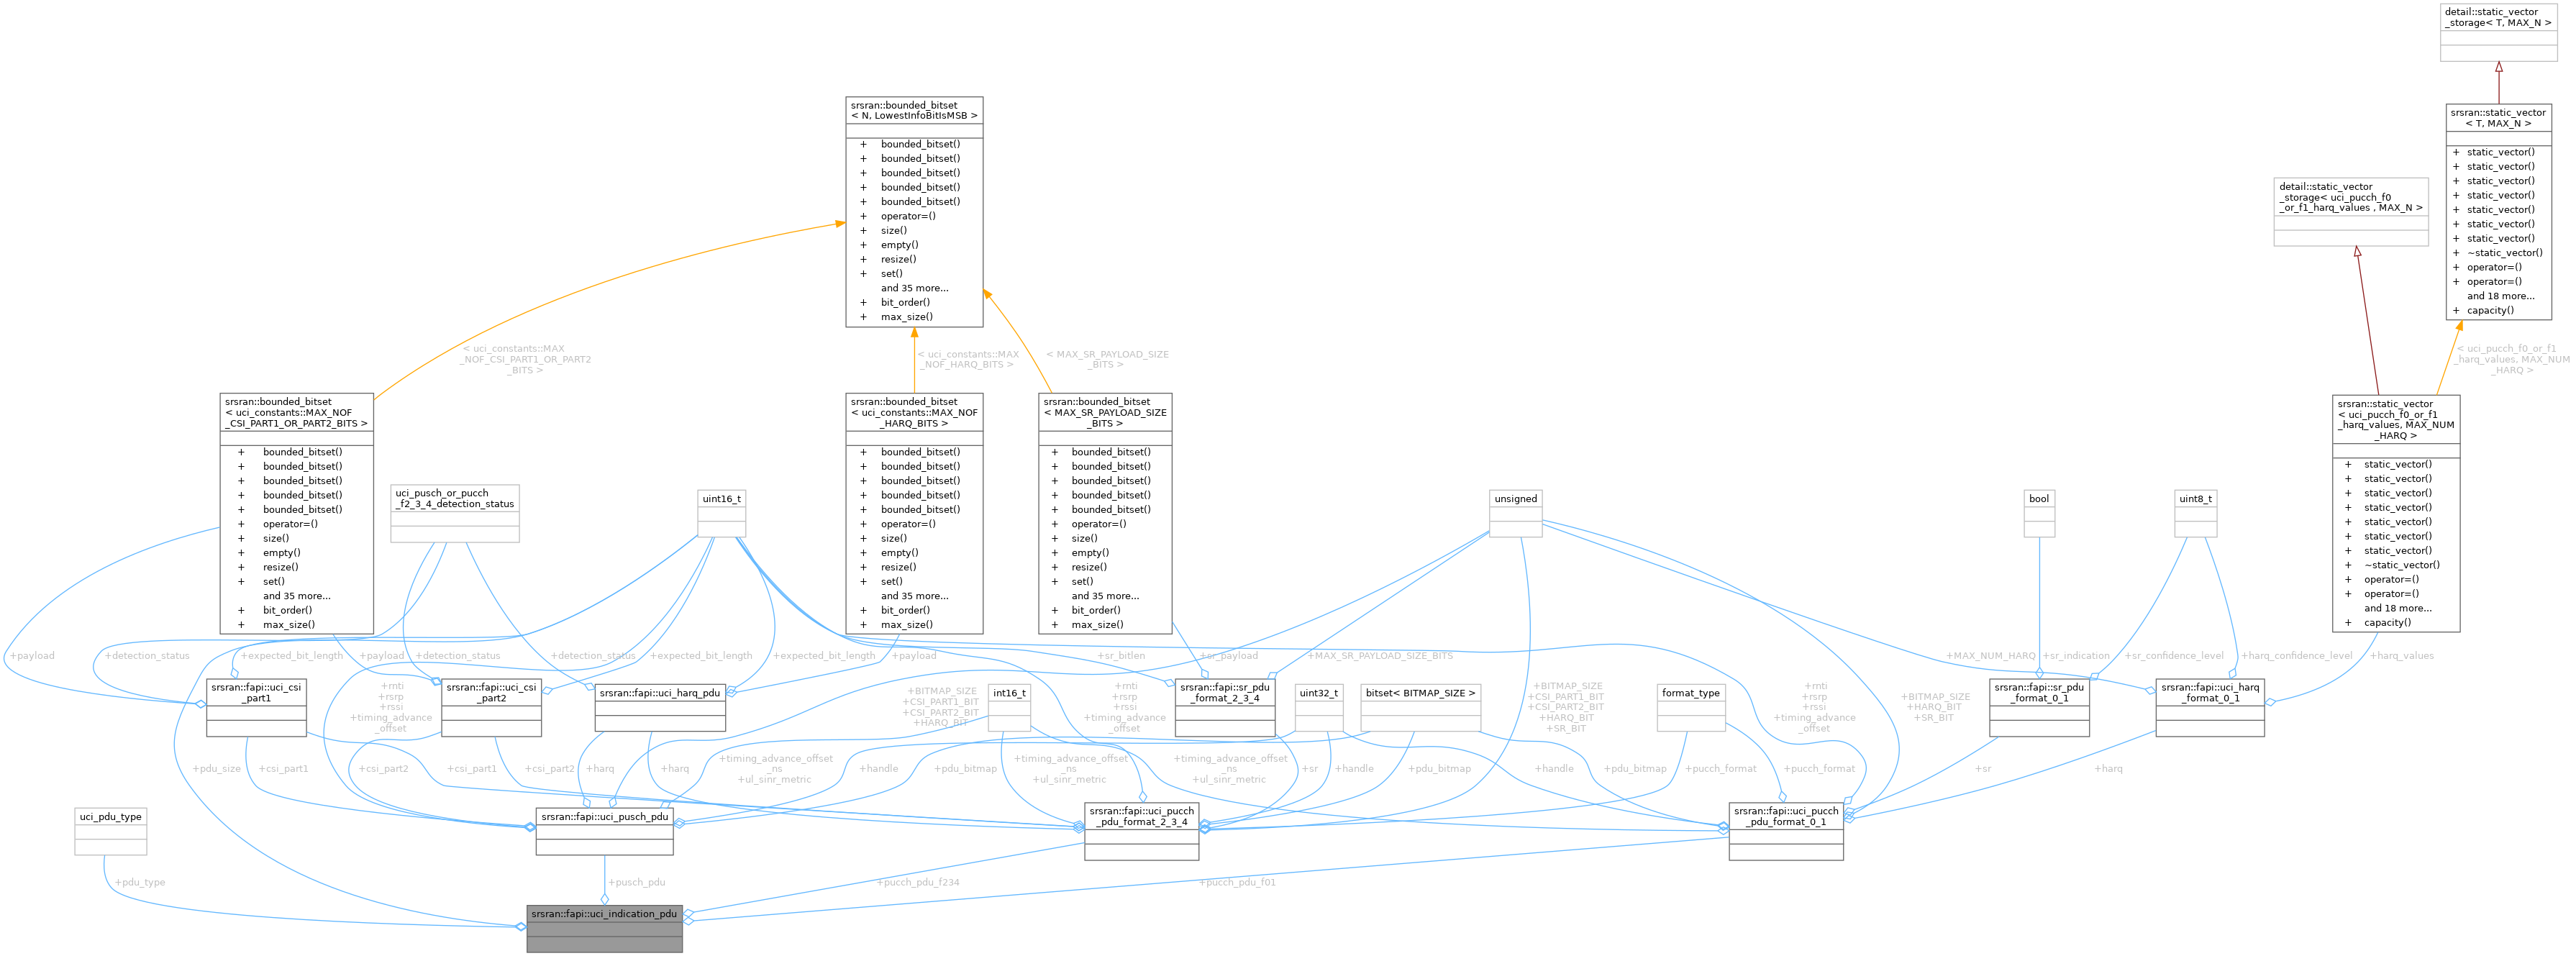 detail::static_vector
_storage< T, MAX_N >
srsran::bounded_bitset
< N, LowestInfoBitIsMSB >
+ bounded_bitset()
+ bounded_bitset()
+ bounded_bitset()
+ bounded_bitset()
+ bounded_bitset()
+ operator=()
+ size()
+ empty()
+ resize()
+ set()
and 35 more...
+ bit_order()
+ max_size()
srsran::static_vector
< T, MAX_N >
+ static_vector()
+ static_vector()
+ static_vector()
+ static_vector()
+ static_vector()
+ static_vector()
+ static_vector()
+ ~static_vector()
+ operator=()
+ operator=()
and 18 more...
+ capacity()
detail::static_vector
_storage< uci_pucch_f0
_or_f1_harq_values , MAX_N >
< uci_constants::MAX
_NOF_CSI_PART1_OR_PART2
_BITS >
< uci_constants::MAX
_NOF_HARQ_BITS >
< MAX_SR_PAYLOAD_SIZE
_BITS >
< uci_pucch_f0_or_f1
_harq_values, MAX_NUM
_HARQ >
srsran::bounded_bitset
< uci_constants::MAX_NOF
_CSI_PART1_OR_PART2_BITS >
+ bounded_bitset()
+ bounded_bitset()
+ bounded_bitset()
+ bounded_bitset()
+ bounded_bitset()
+ operator=()
+ size()
+ empty()
+ resize()
+ set()
and 35 more...
+ bit_order()
+ max_size()
uci_pusch_or_pucch
_f2_3_4_detection_status
uint16_t
srsran::bounded_bitset
< uci_constants::MAX_NOF
_HARQ_BITS >
+ bounded_bitset()
+ bounded_bitset()
+ bounded_bitset()
+ bounded_bitset()
+ bounded_bitset()
+ operator=()
+ size()
+ empty()
+ resize()
+ set()
and 35 more...
+ bit_order()
+ max_size()
srsran::bounded_bitset
< MAX_SR_PAYLOAD_SIZE
_BITS >
+ bounded_bitset()
+ bounded_bitset()
+ bounded_bitset()
+ bounded_bitset()
+ bounded_bitset()
+ operator=()
+ size()
+ empty()
+ resize()
+ set()
and 35 more...
+ bit_order()
+ max_size()
unsigned
bool
uint8_t
srsran::static_vector
< uci_pucch_f0_or_f1
_harq_values, MAX_NUM
_HARQ >
+ static_vector()
+ static_vector()
+ static_vector()
+ static_vector()
+ static_vector()
+ static_vector()
+ static_vector()
+ ~static_vector()
+ operator=()
+ operator=()
and 18 more...
+ capacity()
+payload
+detection_status
+expected_bit_length
+payload
+detection_status
+detection_status
+expected_bit_length
+expected_bit_length
+payload
+sr_bitlen
+sr_payload
+MAX_SR_PAYLOAD_SIZE_BITS
+MAX_NUM_HARQ
+sr_indication
+sr_confidence_level
+harq_confidence_level
+harq_values
srsran::fapi::uci_csi
_part1
+rnti
+rsrp
+rssi
+timing_advance
_offset
srsran::fapi::uci_csi
_part2
srsran::fapi::uci_harq_pdu
+BITMAP_SIZE
+CSI_PART1_BIT
+CSI_PART2_BIT
+HARQ_BIT
int16_t
+rnti
+rsrp
+rssi
+timing_advance
_offset
srsran::fapi::sr_pdu
_format_2_3_4
uint32_t
bitset< BITMAP_SIZE >
+BITMAP_SIZE
+CSI_PART1_BIT
+CSI_PART2_BIT
+HARQ_BIT
+SR_BIT
format_type
+rnti
+rsrp
+rssi
+timing_advance
_offset
+BITMAP_SIZE
+HARQ_BIT
+SR_BIT
srsran::fapi::sr_pdu
_format_0_1
srsran::fapi::uci_harq
_format_0_1
+pdu_size
+csi_part1
+csi_part2
+csi_part1
+csi_part2
+harq
+harq
+timing_advance_offset
_ns
+ul_sinr_metric
+handle
+pdu_bitmap
+timing_advance_offset
_ns
+ul_sinr_metric
+timing_advance_offset
_ns
+ul_sinr_metric
+sr
+handle
+pdu_bitmap
+handle
+pdu_bitmap
+pucch_format
+pucch_format
+sr
+harq
uci_pdu_type
srsran::fapi::uci_pusch_pdu
srsran::fapi::uci_pucch
_pdu_format_2_3_4
srsran::fapi::uci_pucch
_pdu_format_0_1
+pdu_type
+pusch_pdu
+pucch_pdu_f234
+pucch_pdu_f01
srsran::fapi::uci_indication_pdu